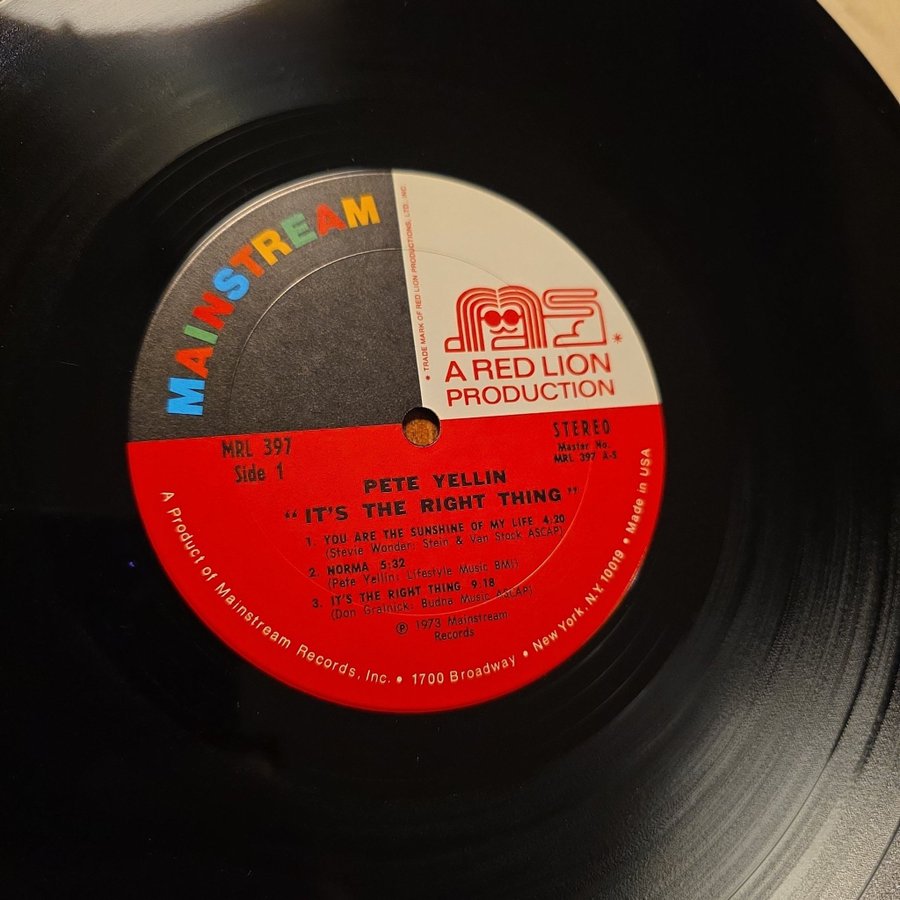 MAINSTREAM
• TRADE MARK OF RED LION PRODUCTIONS, LTD., INC.
A RED LION
PRODUCTION
*
MRL 397
Side 1
STEREO
Master No.
MRL 397 A-S
PETE YELLIN
"IT'S THE RIGHT THING"
1. YOU ARE THE SUNSHINE OF MY LIFE 4:20
(Stevie Wonder: Stein & Van Stock ASCAP)
2. NORMA 5:32
(Pete Yellin: Lifestyle Music BMI)
3. IT'S THE RIGHT THING 9:18
(Don Gralnick: Budha Music ASCAP)
℗ 1973 Mainstream
Records
A Product of Mainstream Records, Inc. • 1700 Broadway • New York, N.Y. 10019 • Made in USA